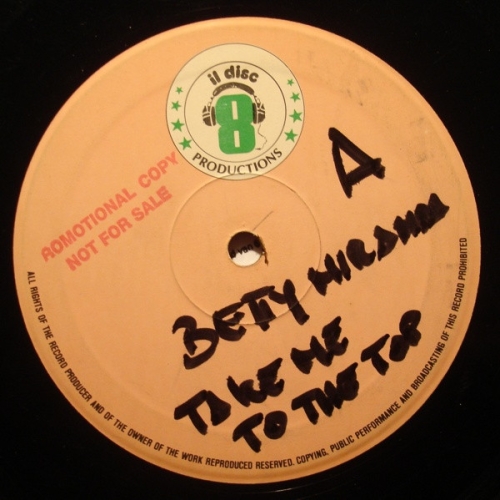 il disc
8
PRODUCTIONS
ROMOTIONAL COPY
NOT FOR SALE
A
BETTY MIRANDA
TAKE ME
TO THE TOP
ALL RIGHTS OF THE RECORD PRODUCER AND OF THE OWNER OF THE WORK REPRODUCED RESERVED. COPYING, PUBLIC PERFORMANCE AND BROADCASTING OF THIS RECORD PROHIBITED